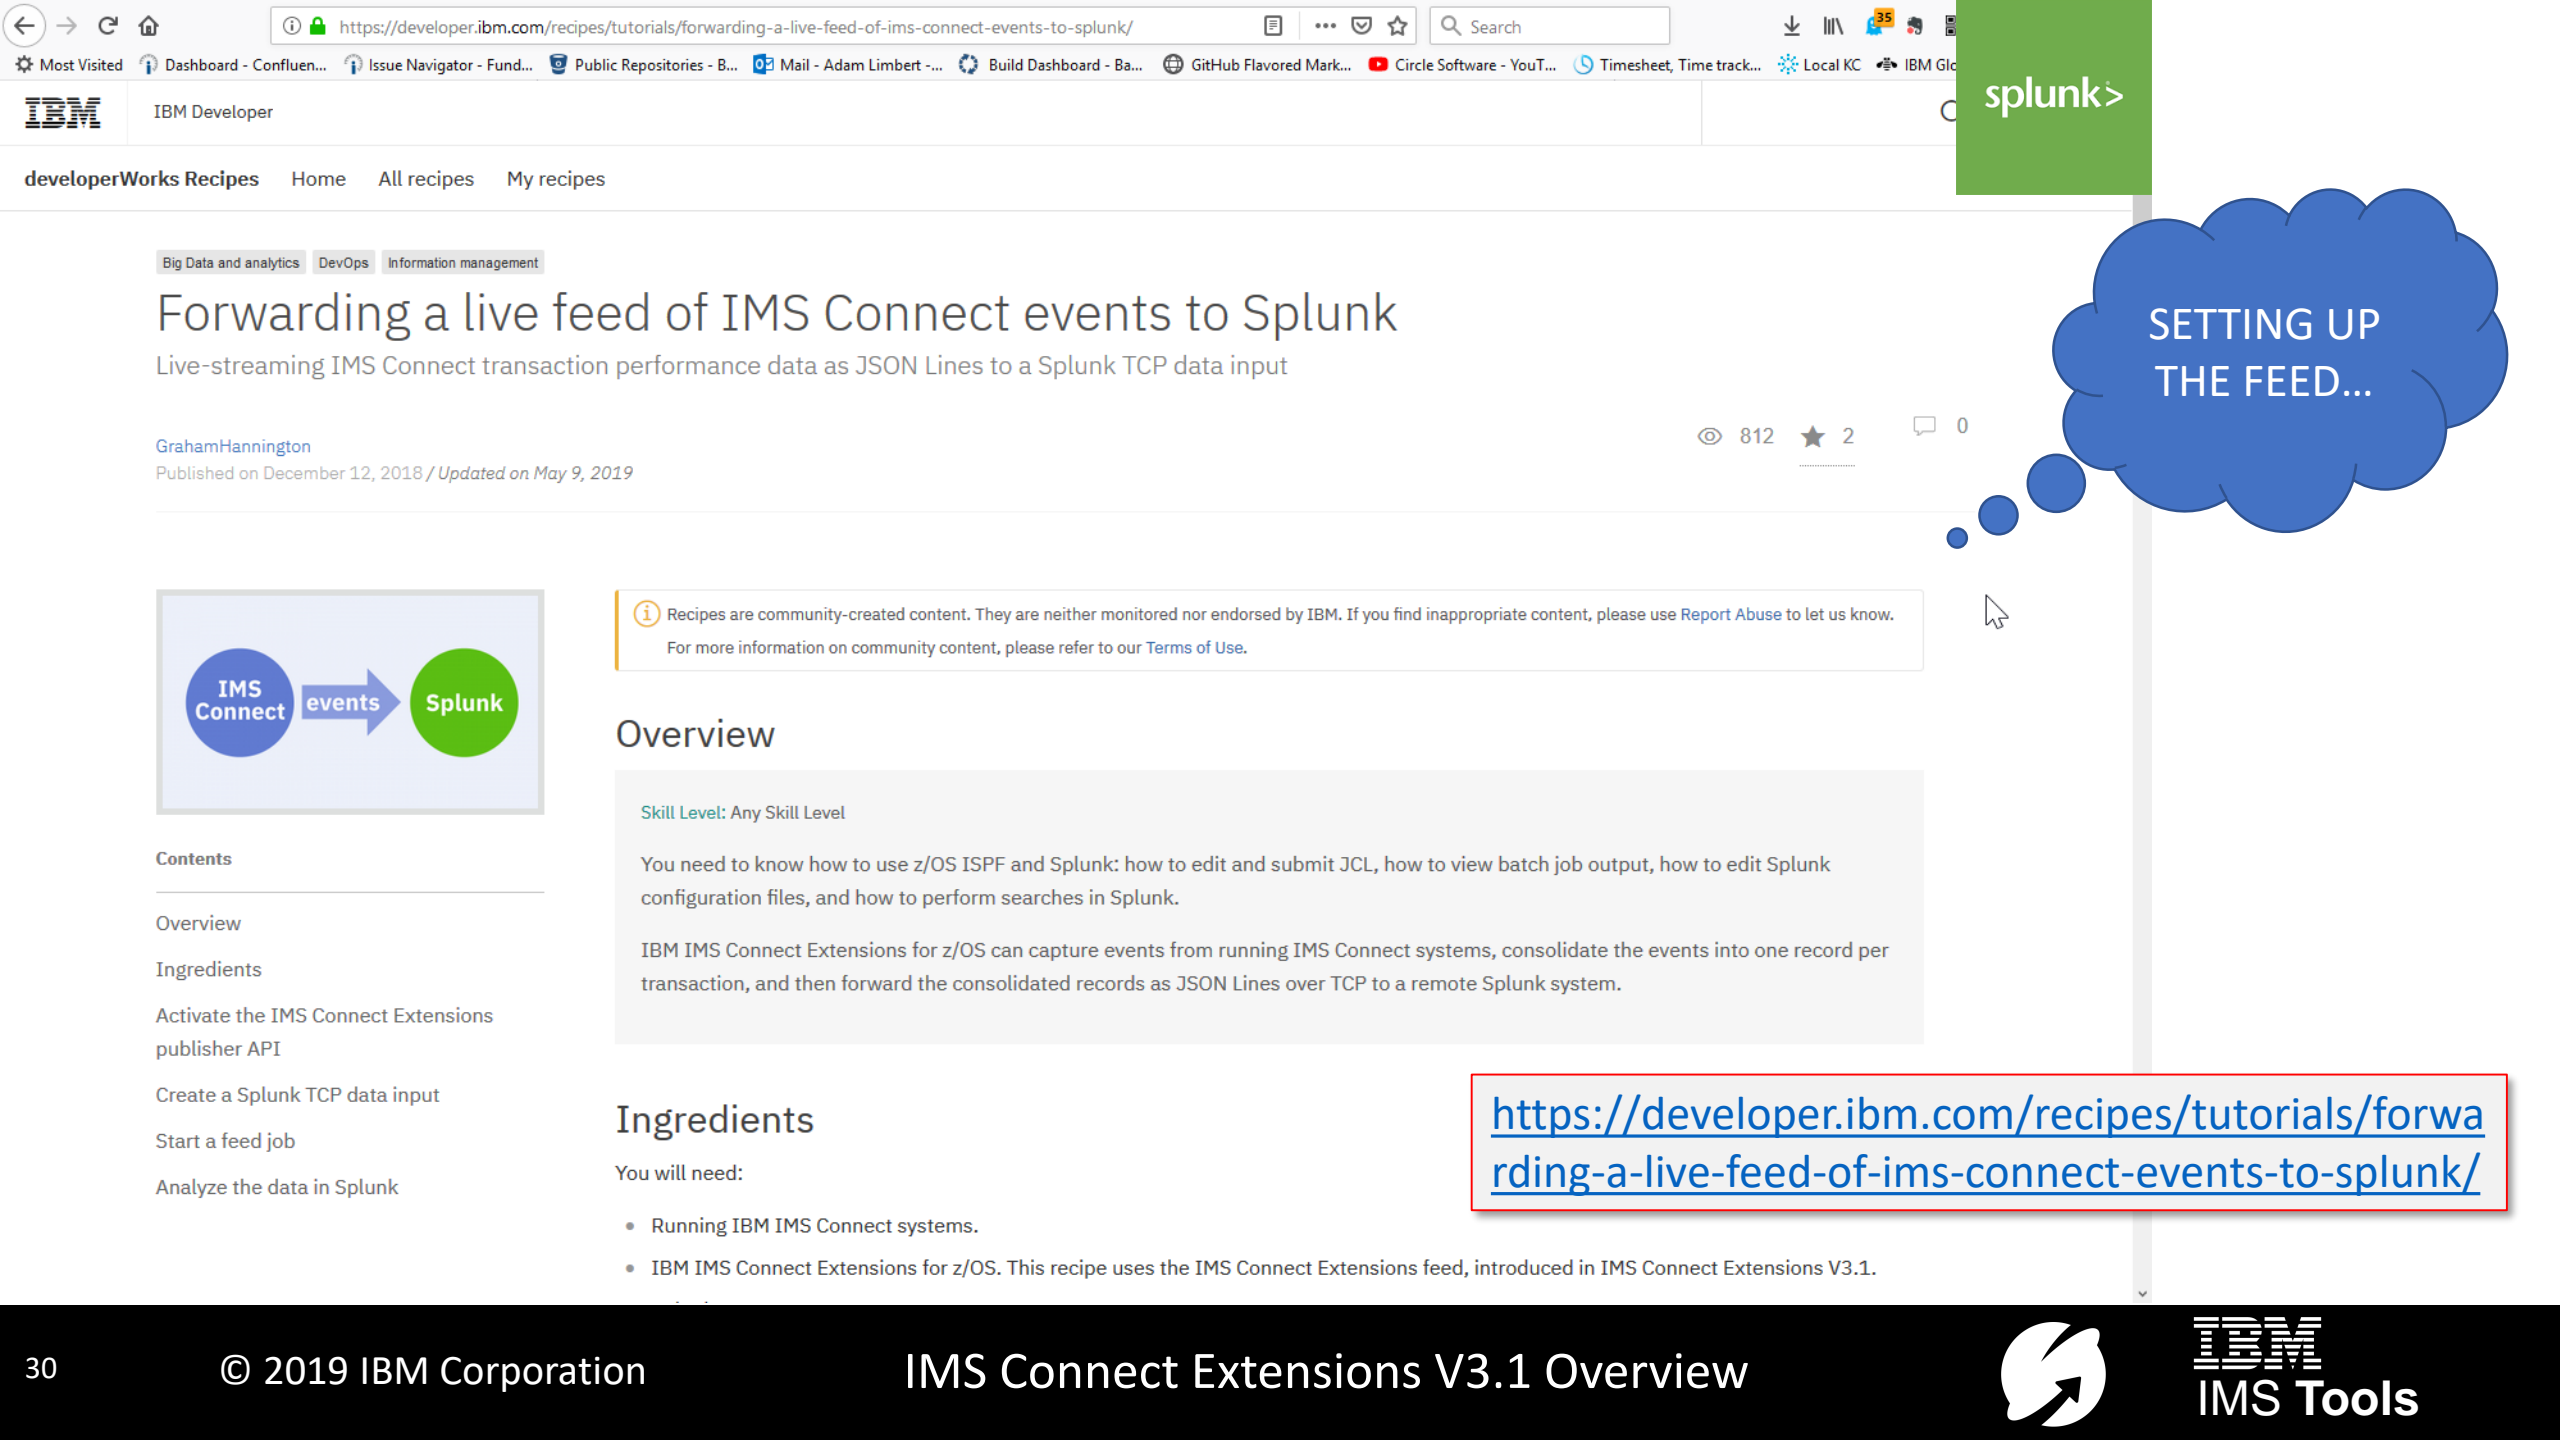 https://developer.ibm.com/recipes/tutorials/forwarding-a-live-feed-of-ims-connect-events-to-splunk/
Search
35
Most Visited Dashboard - Confluen... Issue Navigator - Fund... Public Repositories - B... Mail - Adam Limbert -... Build Dashboard - Ba... GitHub Flavored Mark... Circle Software - YouT... Timesheet, Time track... Local KC IBM Glo
splunk>
IBM IBM Developer
developerWorks Recipes Home All recipes My recipes
Big Data and analytics DevOps Information management
Forwarding a live feed of IMS Connect events to Splunk
Live-streaming IMS Connect transaction performance data as JSON Lines to a Splunk TCP data input
SETTING UP
THE FEED...
GrahamHannington
812 2 0
Published on December 12, 2018 / Updated on May 9, 2019
IMS
Connect
events
Splunk
Recipes are community-created content. They are neither monitored nor endorsed by IBM. If you find inappropriate content, please use Report Abuse to let us know.
For more information on community content, please refer to our Terms of Use.
Overview
Skill Level: Any Skill Level
You need to know how to use z/OS ISPF and Splunk: how to edit and submit JCL, how to view batch job output, how to edit Splunk
configuration files, and how to perform searches in Splunk.
IBM IMS Connect Extensions for z/OS can capture events from running IMS Connect systems, consolidate the events into one record per
transaction, and then forward the consolidated records as JSON Lines over TCP to a remote Splunk system.
Contents
Overview
Ingredients
Activate the IMS Connect Extensions
publisher API
Create a Splunk TCP data input
Start a feed job
Analyze the data in Splunk
Ingredients
You will need:
• Running IBM IMS Connect systems.
• IBM IMS Connect Extensions for z/OS. This recipe uses the IMS Connect Extensions feed, introduced in IMS Connect Extensions V3.1.
https://developer.ibm.com/recipes/tutorials/forwa
rding-a-live-feed-of-ims-connect-events-to-splunk/
30 © 2019 IBM Corporation IMS Connect Extensions V3.1 Overview
IBM
IMS Tools